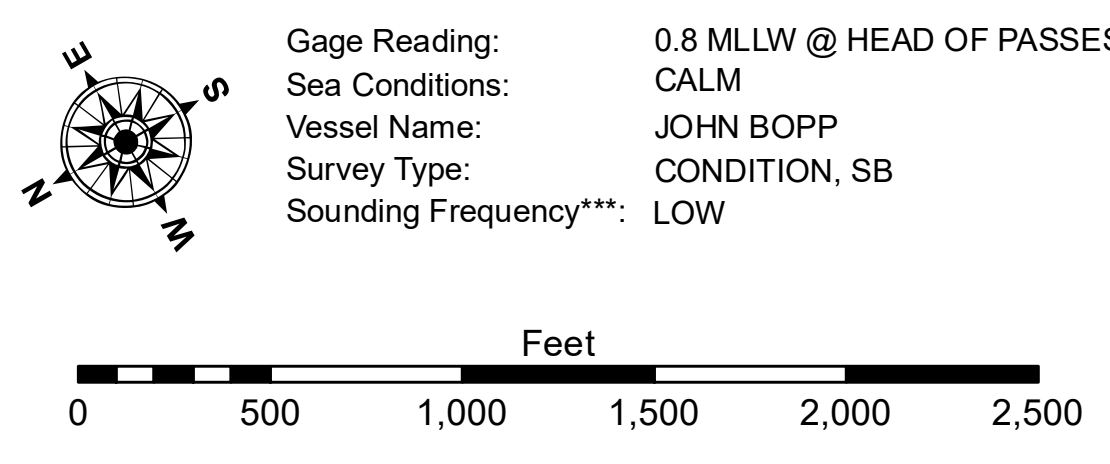 E
S
N
W
Gage Reading: 0.8 MLLW @ HEAD OF PASSES
Sea Conditions: CALM
Vessel Name: JOHN BOPP
Survey Type: CONDITION, SB
Sounding Frequency***: LOW
Feet
0 500 1,000 1,500 2,000 2,500